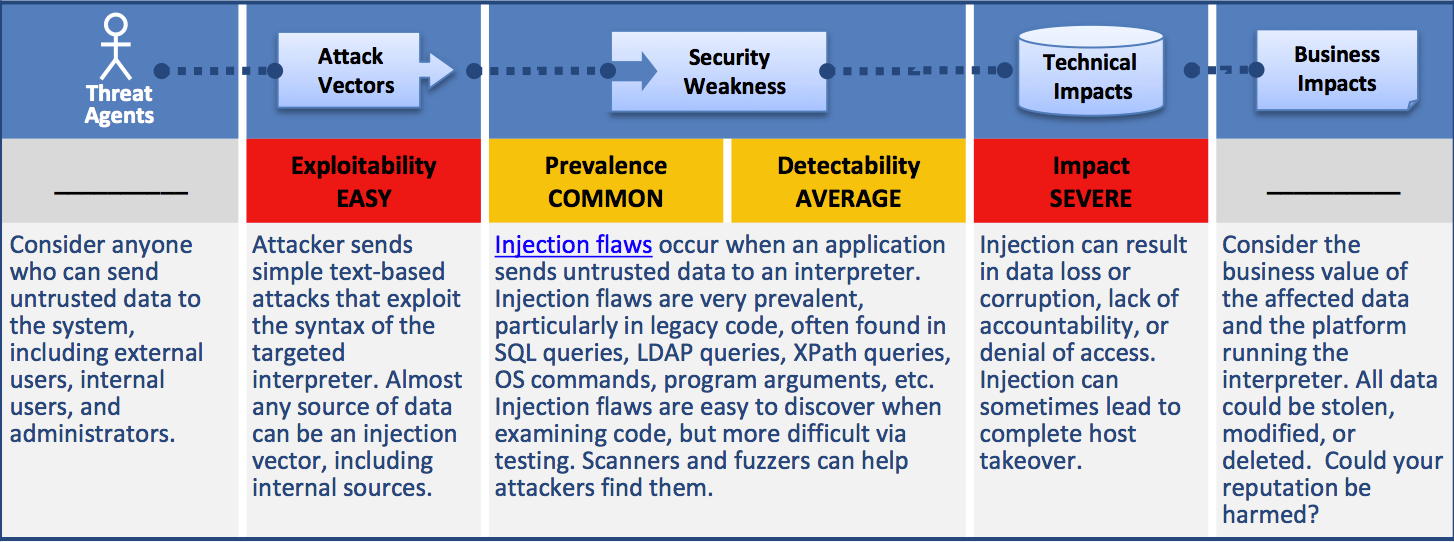 Threat
Agents
Attack
Vectors
Security
Weakness
Technical
Impacts
Business
Impacts
__________
Exploitability
EASY
Prevalence
COMMON
Detectability
AVERAGE
Impact
SEVERE
__________
Consider anyone
who can send
untrusted data to
the system,
including external
users, internal
users, and
administrators.
Attacker sends
simple text-based
attacks that exploit
the syntax of the
targeted
interpreter. Almost
any source of data
can be an injection
vector, including
internal sources.
Injection flaws occur when an application
sends untrusted data to an interpreter.
Injection flaws are very prevalent,
particularly in legacy code, often found in
SQL queries, LDAP queries, XPath queries,
OS commands, program arguments, etc.
Injection flaws are easy to discover when
examining code, but more difficult via
testing. Scanners and fuzzers can help
attackers find them.
Injection can result
in data loss or
corruption, lack of
accountability, or
denial of access.
Injection can
sometimes lead to
complete host
takeover.
Consider the
business value of
the affected data
and the platform
running the
interpreter. All data
could be stolen,
modified, or
deleted.  Could your
reputation be
harmed?